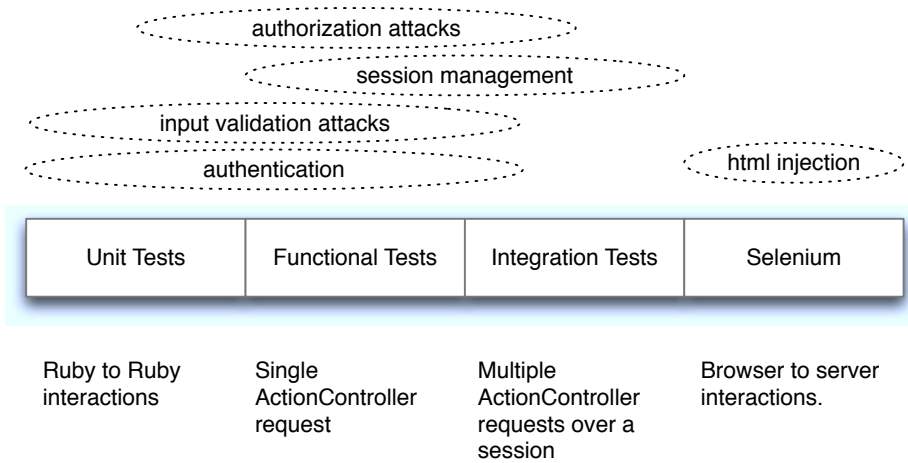 authorization attacks
session management
input validation attacks
authentication
html injection
Unit Tests
Functional Tests
Integration Tests
Selenium
Ruby to Ruby
interactions
Single
ActionController
request
Multiple
ActionController
requests over a
session
Browser to server
interactions.